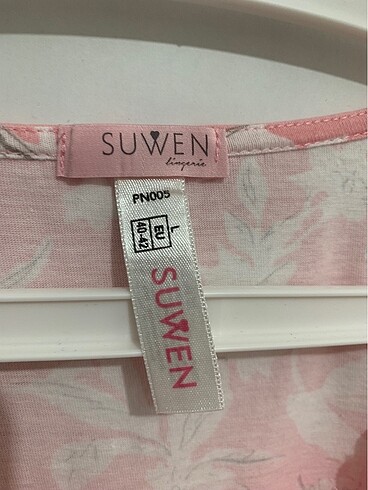 SUWEN
lingerie
PN005
L
EU
40-42
SUWEN